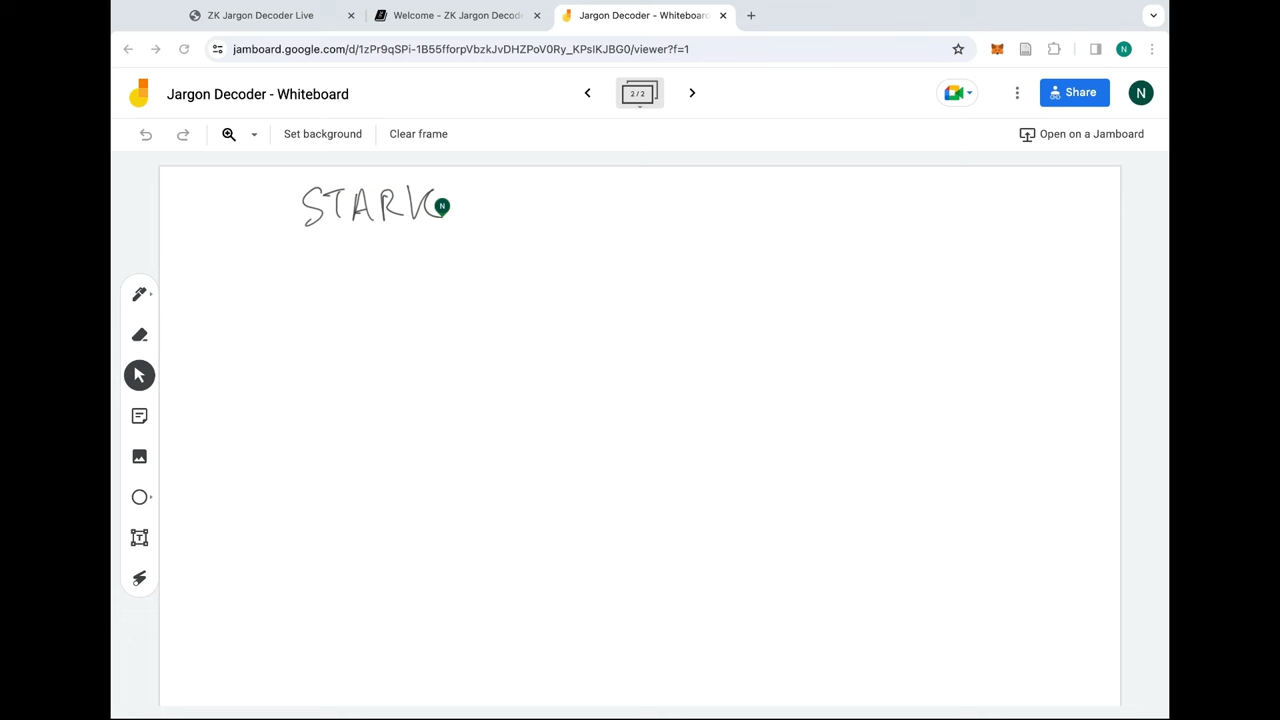 ZK Jargon Decoder Live
Welcome - ZK Jargon Decod
Jargon Decoder - Whiteboard
jamboard.google.com/d/1zPr9qSPi-1B55fforpVbzkJvDHZPoV0Ry_KPsIKJBG0/viewer?f=1
N
Jargon Decoder - Whiteboard
2 / 2
Share
N
Set background
Clear frame
Open on a Jamboard
STARK
N
T